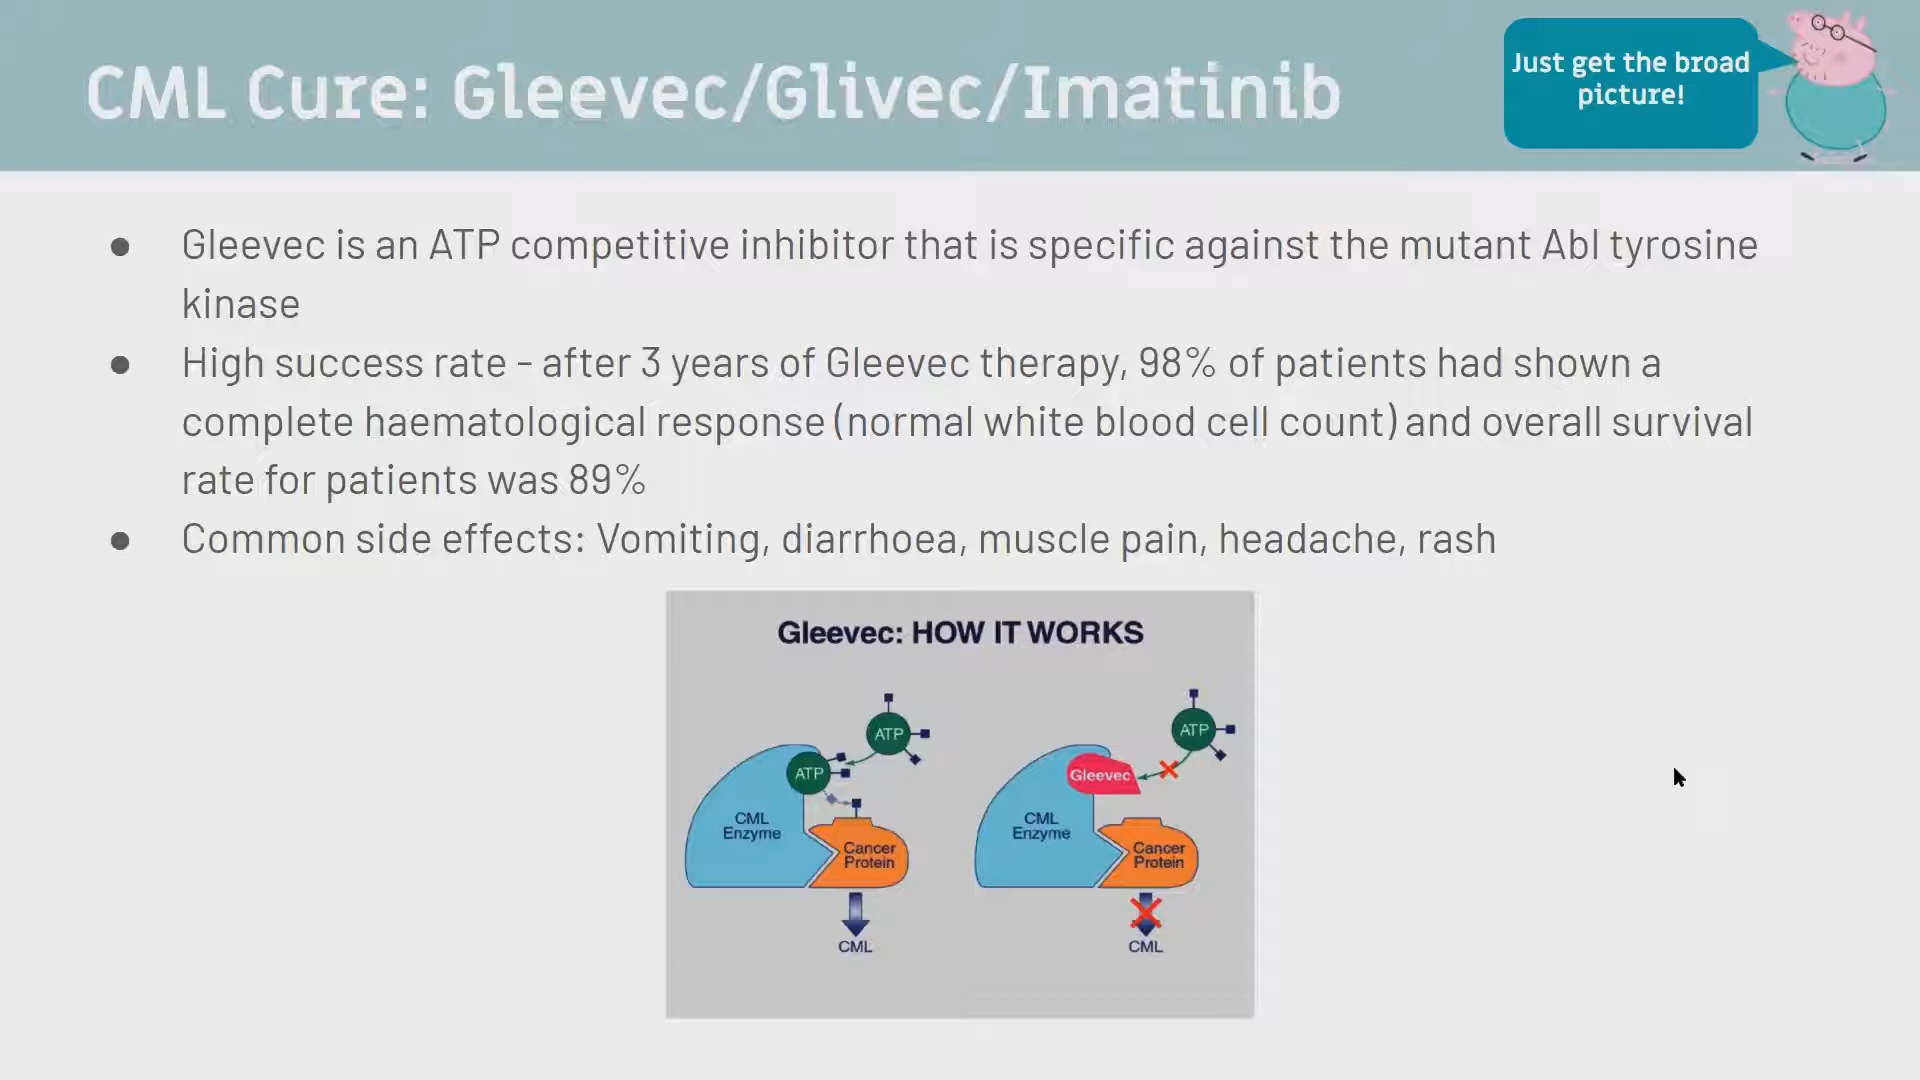 CML Cure: Gleevec/Glivec/Imatinib
Just get the broad
picture!
● Gleevec is an ATP competitive inhibitor that is specific against the mutant Abl tyrosine
kinase
● High success rate - after 3 years of Gleevec therapy, 98% of patients had shown a
complete haematological response (normal white blood cell count) and overall survival
rate for patients was 89%
● Common side effects: Vomiting, diarrhoea, muscle pain, headache, rash
Gleevec: HOW IT WORKS
ATP
ATP
CML
Enzyme
Cancer
Protein
CML
ATP
Gleevec
CML
Enzyme
Cancer
Protein
CML